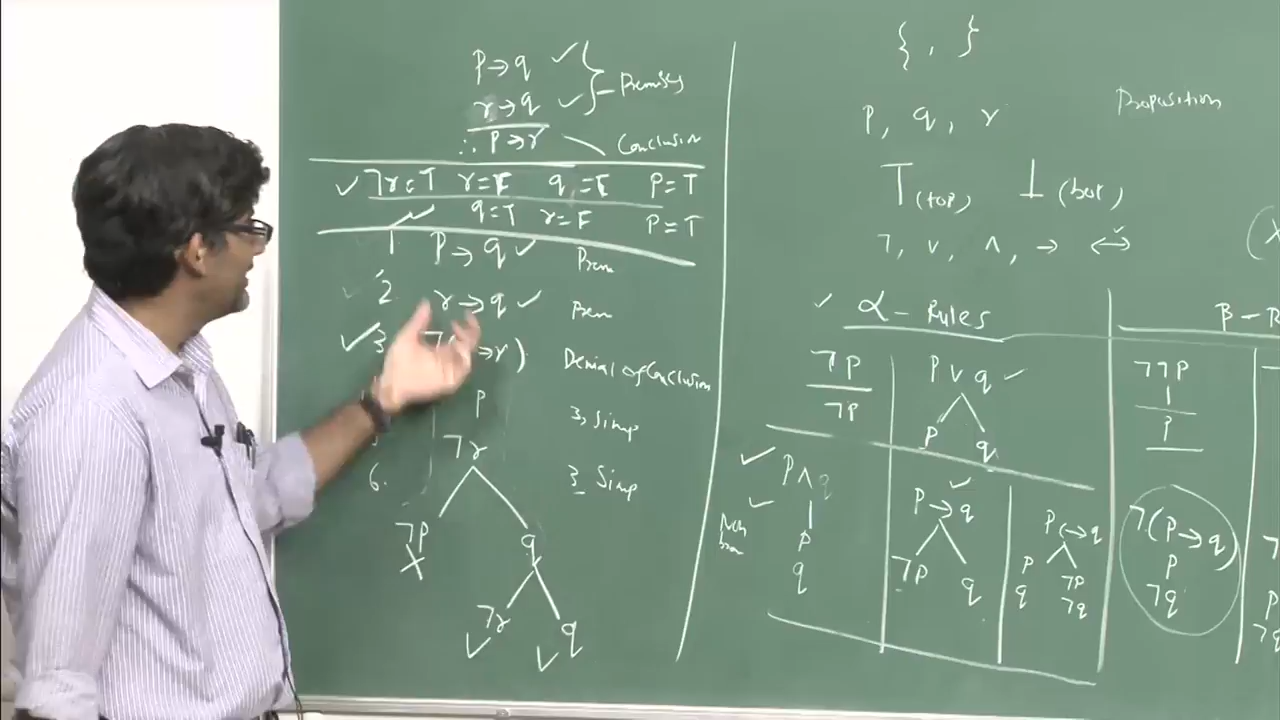 P → q ✓
r → q ✓ } Premises
∴ P → r Conclusion
✓ ¬r = T r = F q = F P = T
q = T r = F P = T
1 P → q ✓ Prem
2. r → q ✓ Prem
✓ 3 ¬( → r) Denial of Conclusion
P 3, Simp
¬r
6. 3 Simp
¬P q
X
¬r q
✓ ✓
{ , }
P, q, r Proposition
T (top) ⊥ (bot)
¬, ∨, ∧, → ↔
✓ α - Rules
¬P
¬P
P ∨ q ✓
P q
✓ P ∧ q
✓
P
q
✓
P → q
¬P q
P ↔ q
P ¬P
q ¬q
β - R
¬¬P
P
¬(P → q)
P
¬q
¬
P
¬q